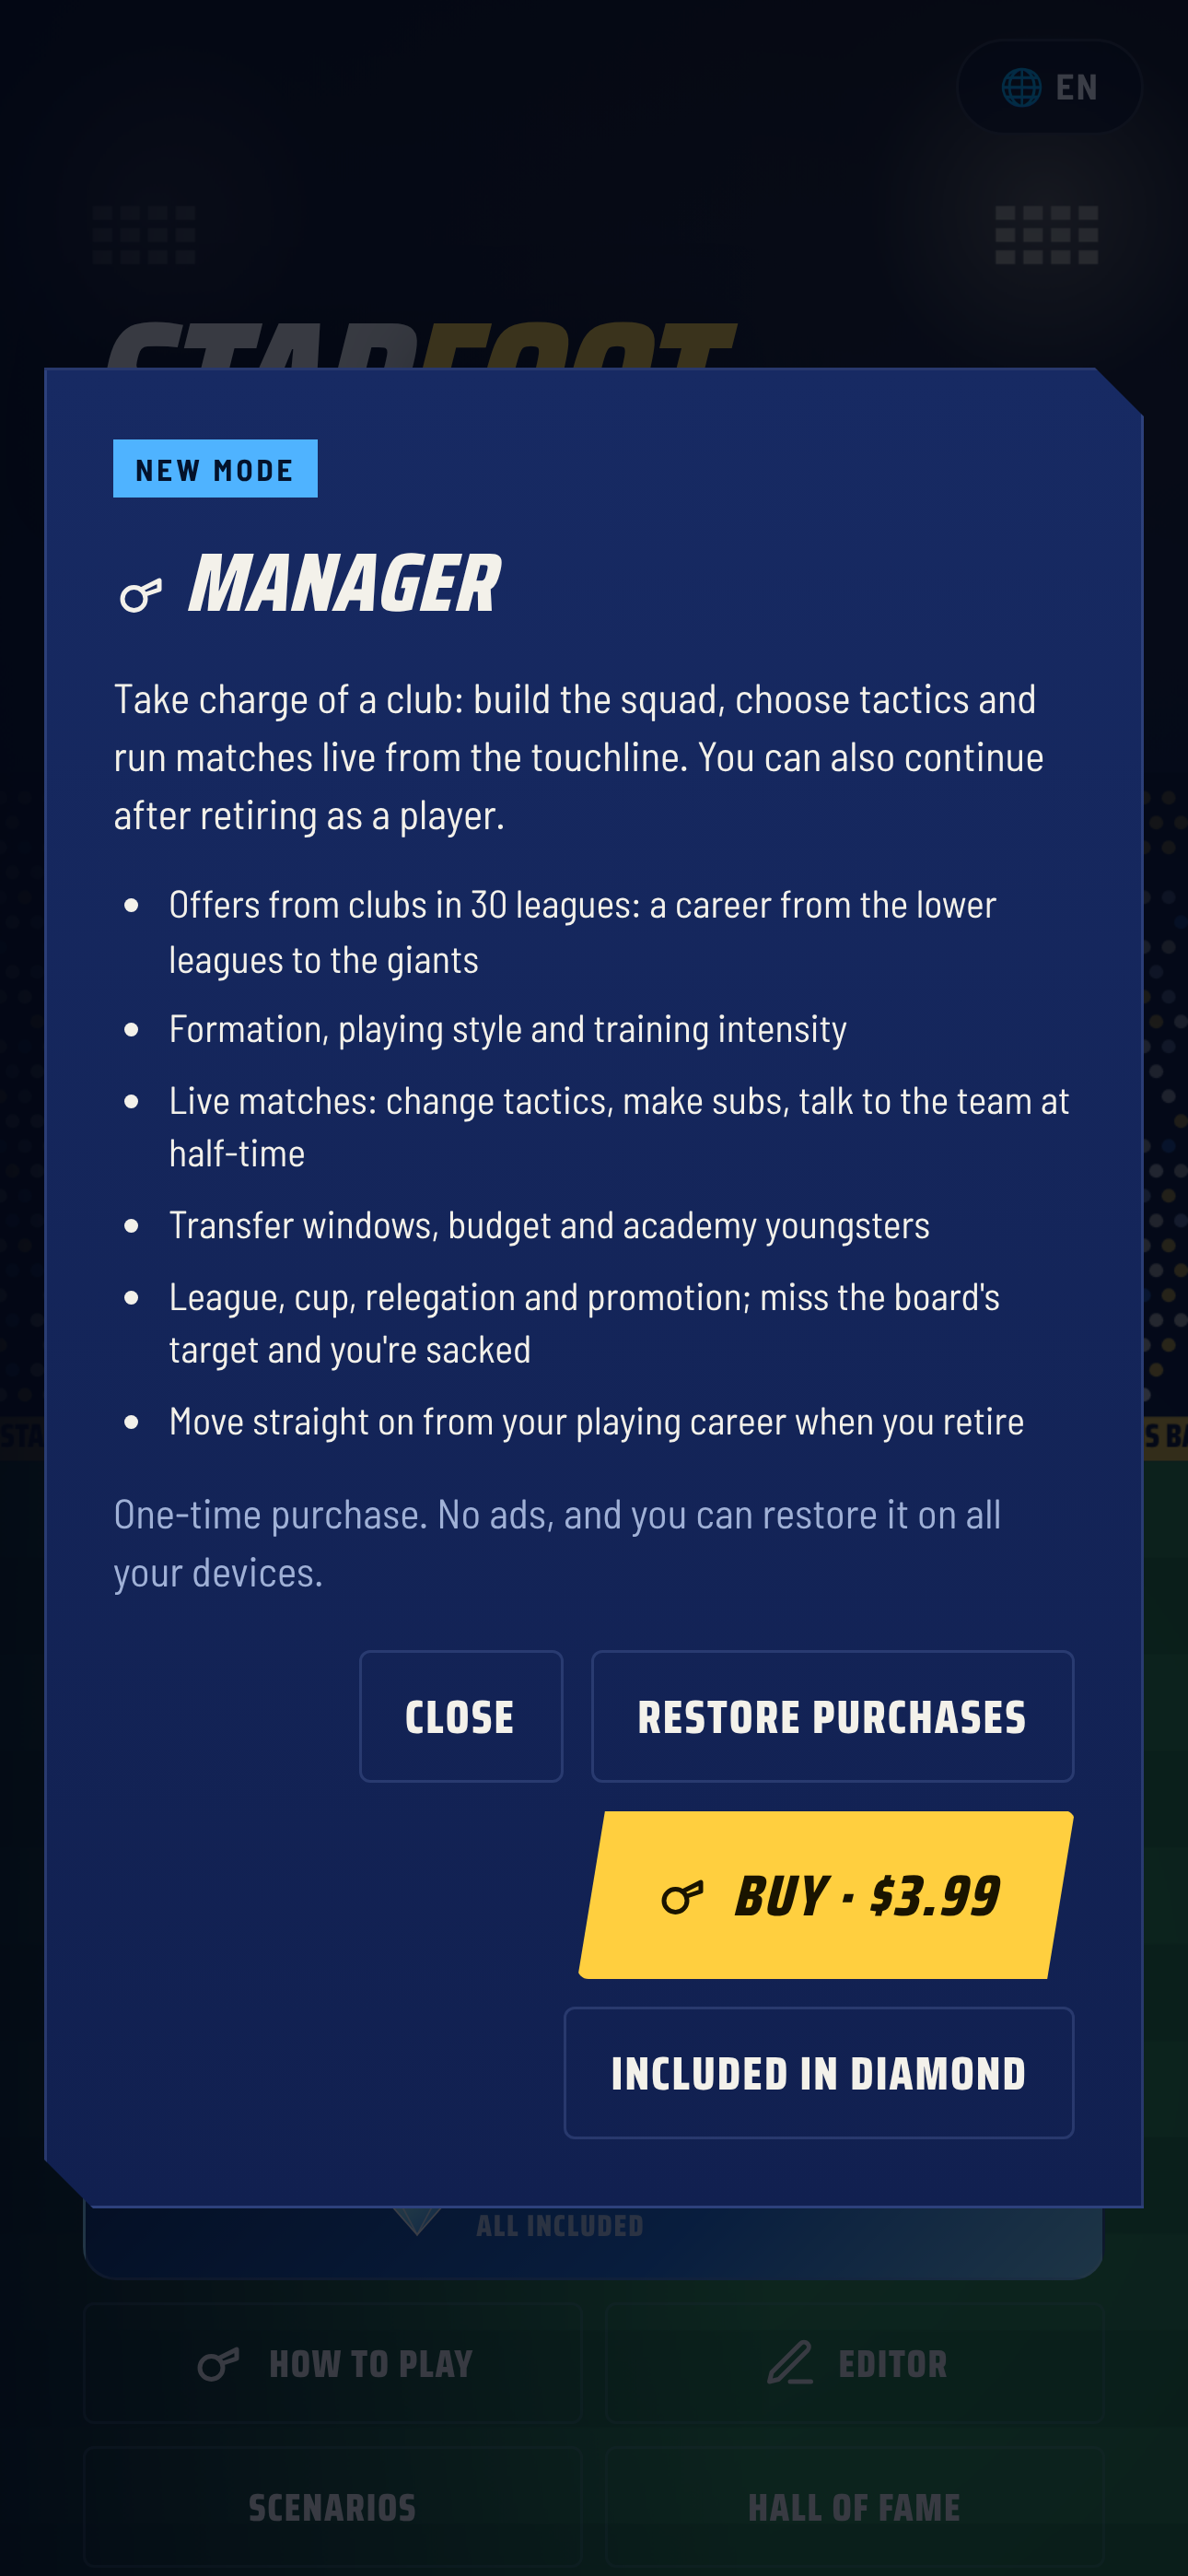 EN
STARFOOT
NEW MODE
MANAGER
Take charge of a club: build the squad, choose tactics and
run matches live from the touchline. You can also continue
after retiring as a player.
Offers from clubs in 30 leagues: a career from the lower
leagues to the giants
Formation, playing style and training intensity
Live matches: change tactics, make subs, talk to the team at
half-time
Transfer windows, budget and academy youngsters
League, cup, relegation and promotion; miss the board's
target and you're sacked
Move straight on from your playing career when you retire
STA
S BA
One-time purchase. No ads, and you can restore it on all
your devices.
CLOSE
RESTORE PURCHASES
BUY · $3.99
INCLUDED IN DIAMOND
ALL INCLUDED
HOW TO PLAY
EDITOR
SCENARIOS
HALL OF FAME